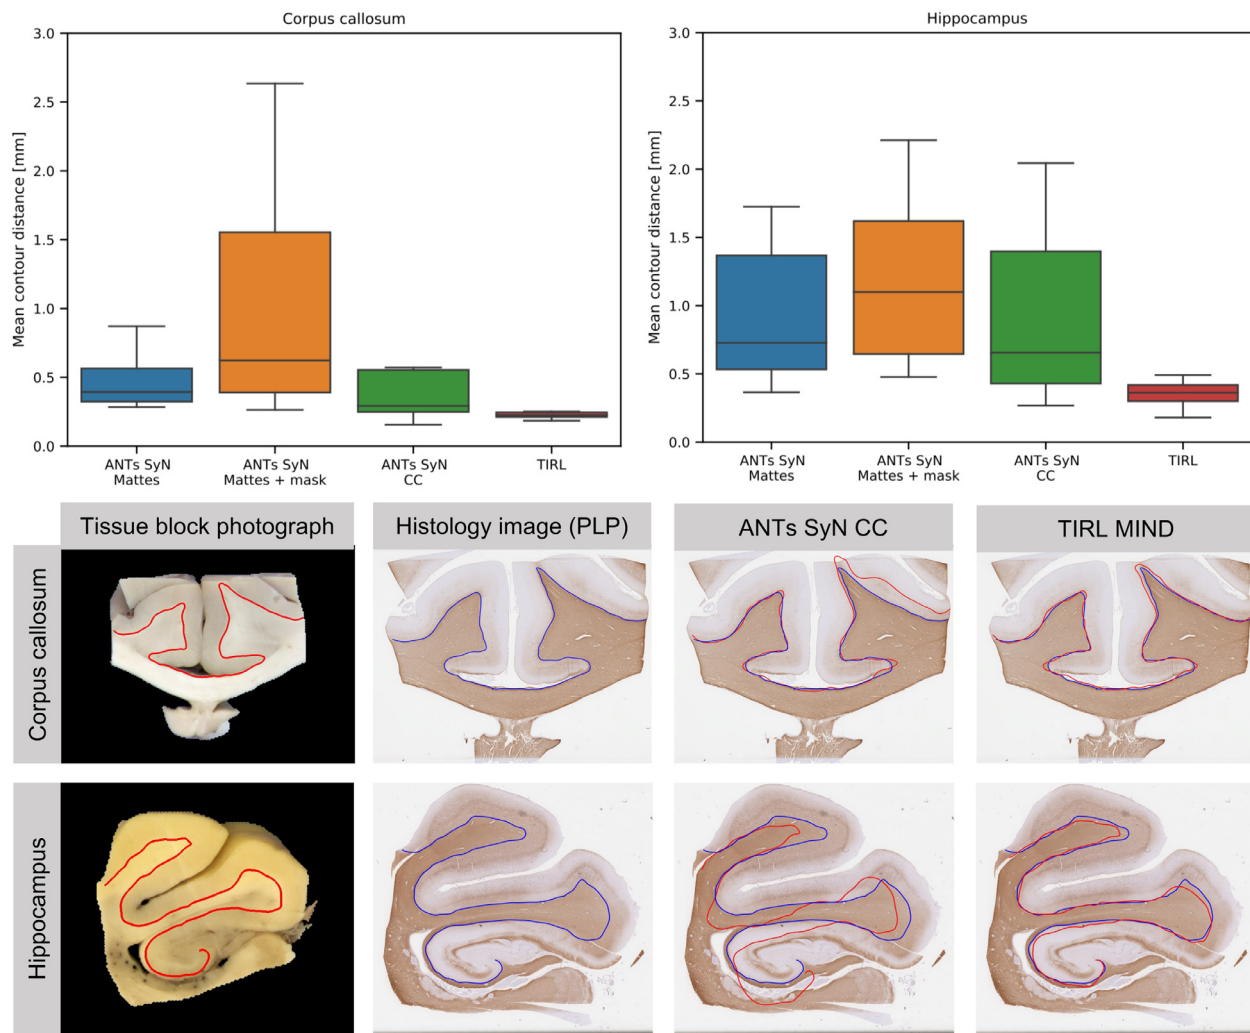 Corpus callosum
3.0
2.5
2.0
1.5
1.0
0.5
0.0
Mean contour distance [mm]
ANTs SyN
Mattes
ANTs SyN
Mattes + mask
ANTs SyN
CC
TIRL
Hippocampus
3.0
2.5
2.0
1.5
1.0
0.5
0.0
Mean contour distance [mm]
ANTs SyN
Mattes
ANTs SyN
Mattes + mask
ANTs SyN
CC
TIRL
Tissue block photograph
Histology image (PLP)
ANTs SyN CC
TIRL MIND
Corpus callosum
Hippocampus